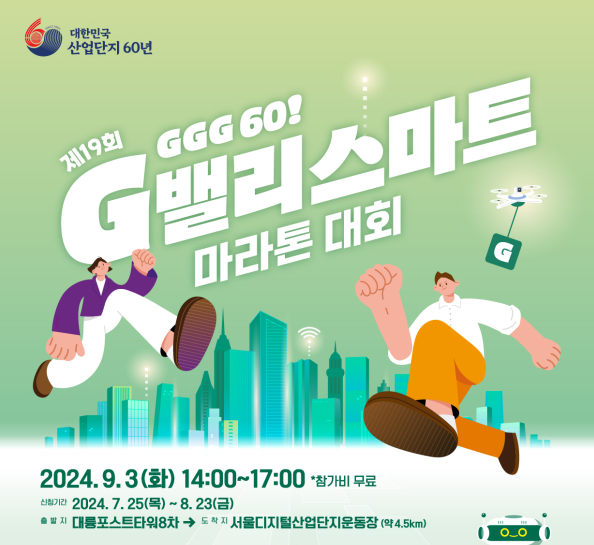 60
대한민국
산업단지 60년
제19회
GGG 60!
G밸리스마트
마라톤 대회
G
2024. 9. 3 (화) 14:00~17:00 *참가비 무료
신청기간 2024. 7. 25(목) ~ 8. 23(금)
출발지 대륭포스트타워8차 → 도착지 서울디지털산업단지운동장 (약 4.5km)